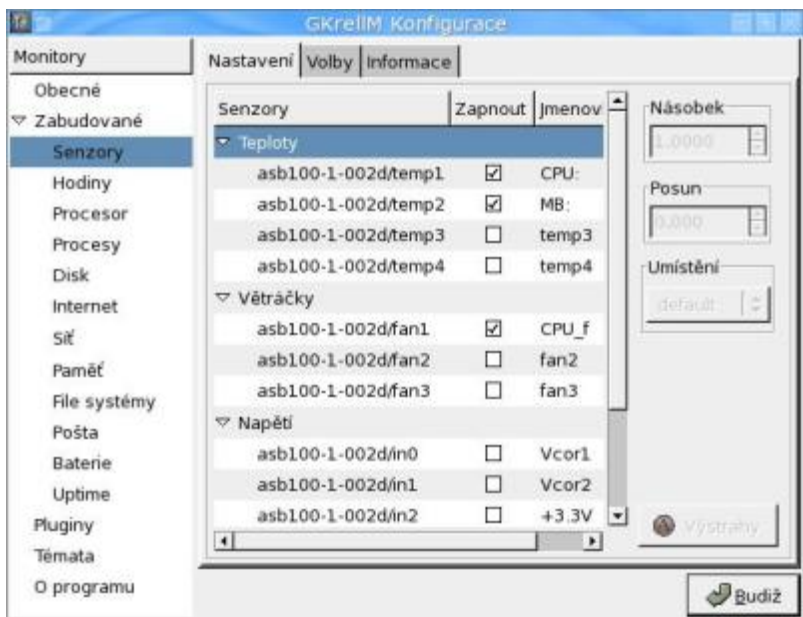 GKrellM Konfigurace
Monitory
Obecné
Zabudované
Senzory
Hodiny
Procesor
Procesy
Disk
Internet
Síť
Paměť
File systémy
Pošta
Baterie
Uptime
Pluginy
Témata
O programu
Nastavení Volby Informace
Senzory Zapnout Jmenov
Teploty
asb100-1-002d/temp1 CPU:
asb100-1-002d/temp2 MB:
asb100-1-002d/temp3 temp3
asb100-1-002d/temp4 temp4
Větráčky
asb100-1-002d/fan1 CPU_f
asb100-1-002d/fan2 fan2
asb100-1-002d/fan3 fan3
Napětí
asb100-1-002d/in0 Vcor1
asb100-1-002d/in1 Vcor2
asb100-1-002d/in2 +3.3V
Násobek
1.0000
Posun
0.000
Umístění
default
Výstrahy
Budiž